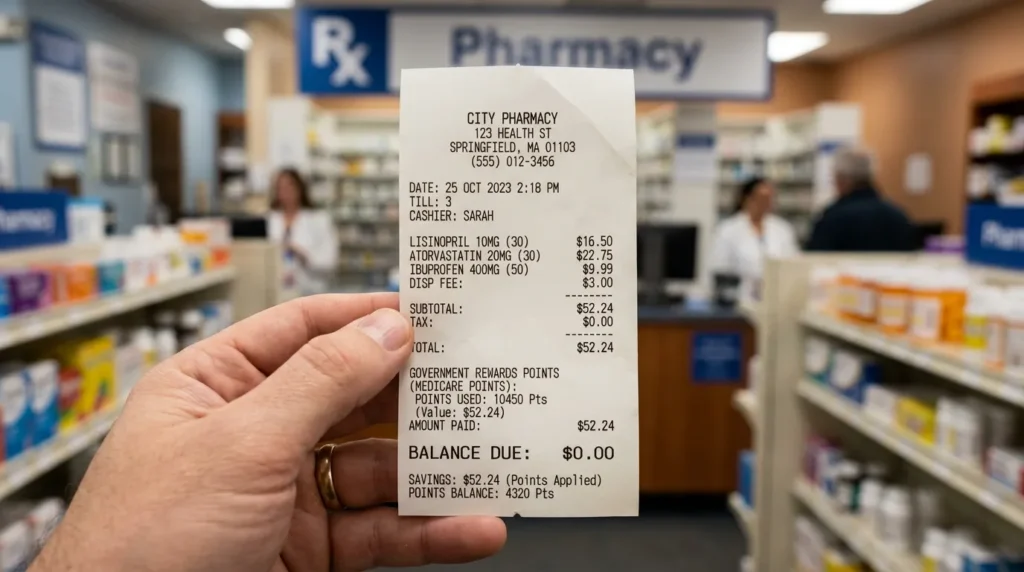 Rx
Pharmacy
CITY PHARMACY
123 HEALTH ST
SPRINGFIELD, MA 01103
(555) 012-3456
DATE: 25 OCT 2023 2:18 PM
TILL: 3
CASHIER: SARAH
LISINOPRIL 10MG (30) $16.50
ATORVASTATIN 20MG (30) $22.75
IBUPROFEN 400MG (50) $9.99
DISP FEE: $3.00
--------
SUBTOTAL: $52.24
TAX: $0.00
--------
TOTAL: $52.24
GOVERNMENT REWARDS POINTS
(MEDICARE POINTS):
POINTS USED: 10450 Pts
(Value: $52.24)
AMOUNT PAID: $52.24
BALANCE DUE: $0.00
SAVINGS: $52.24 (Points Applied)
POINTS BALANCE: 4320 Pts